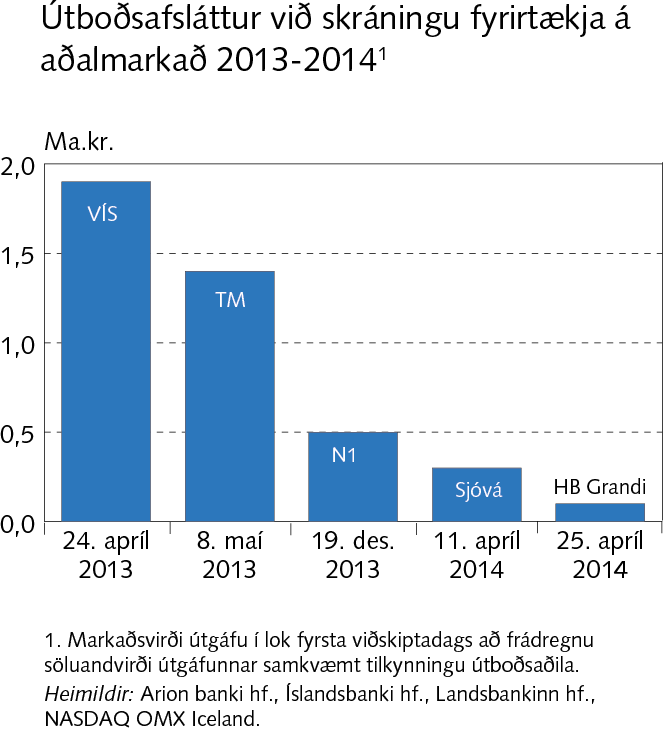 Útboðsafsláttur við skráningu fyrirtækja á
aðalmarkað 2013-2014¹
Ma.kr.
2,0
1,5
1,0
0,5
0,0
VÍS
TM
N1
Sjóvá
HB Grandi
24. apríl
2013
8. maí
2013
19. des.
2013
11. apríl
2014
25. apríl
2014
1. Markaðsvirði útgáfu í lok fyrsta viðskiptadags að frádregnu
söluandvirði útgáfunnar samkvæmt tilkynningu útboðsaðila.
Heimildir: Arion banki hf., Íslandsbanki hf., Landsbankinn hf.,
NASDAQ OMX Iceland.